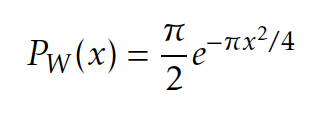 P_W(x) = \frac{\pi}{2} e^{-\pi x^2/4}